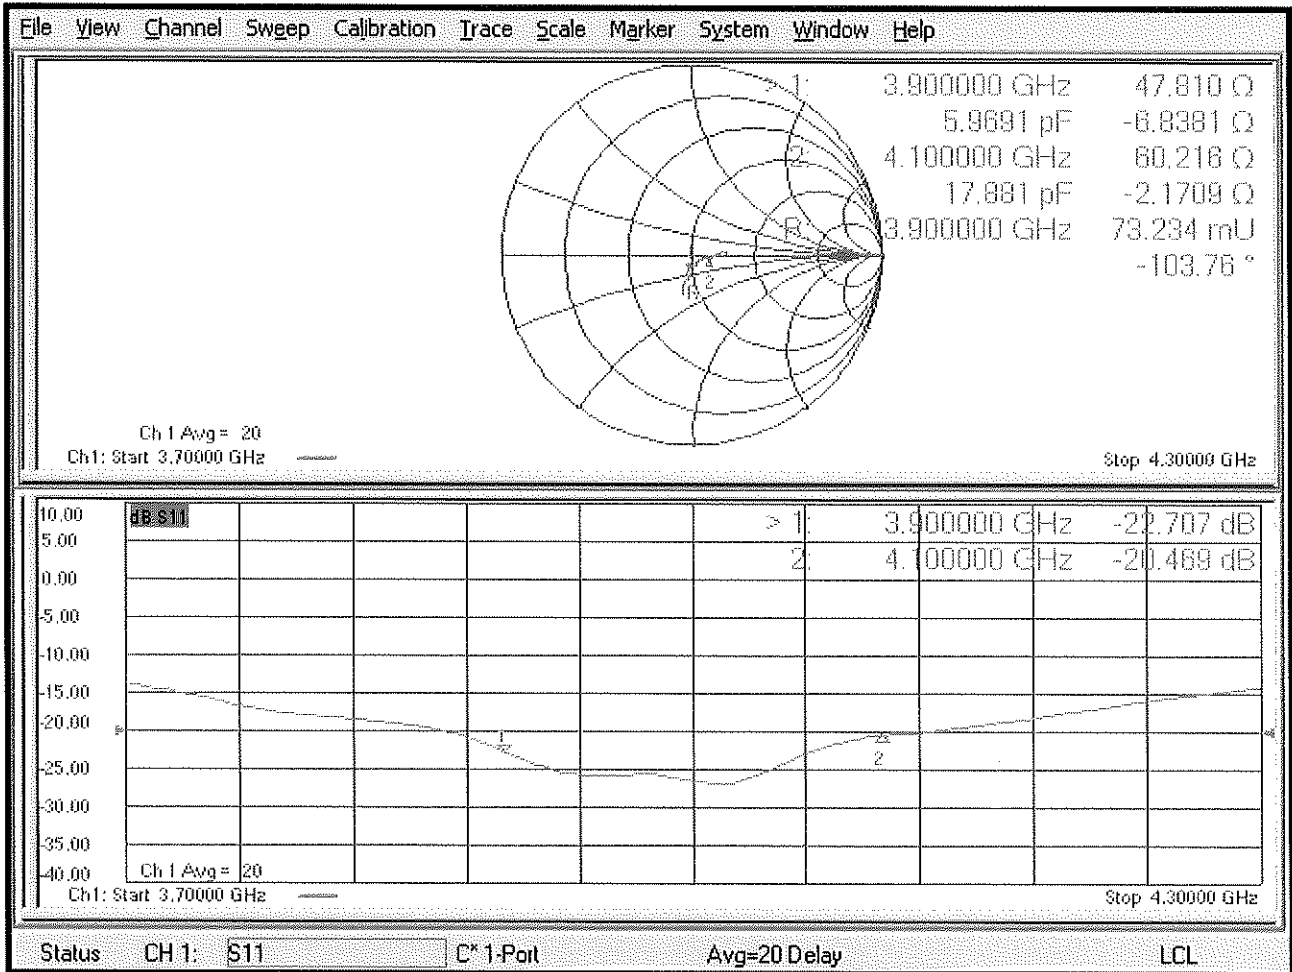 File View Channel Sweep Calibration Trace Scale Marker System Window Help
> 1: 3.900000 GHz 47.810 Ω
5.9691 pF -6.8381 Ω
2: 4.100000 GHz 60.216 Ω
17.881 pF -2.1709 Ω
R: 3.900000 GHz 73.234 mU
-103.76 °
2
Ch 1 Avg = 20
Ch1: Start 3.70000 GHz Stop 4.30000 GHz
10.00 dB S11 > 1: 3.900000 GHz -22.707 dB
5.00
2: 4.100000 GHz -20.469 dB
0.00
-5.00
-10.00
-15.00
-20.00
1
2
-25.00
-30.00
-35.00
-40.00
Ch 1 Avg = 20
Ch1: Start 3.70000 GHz Stop 4.30000 GHz
Status CH 1: S11 C* 1-Port Avg=20 Delay LCL